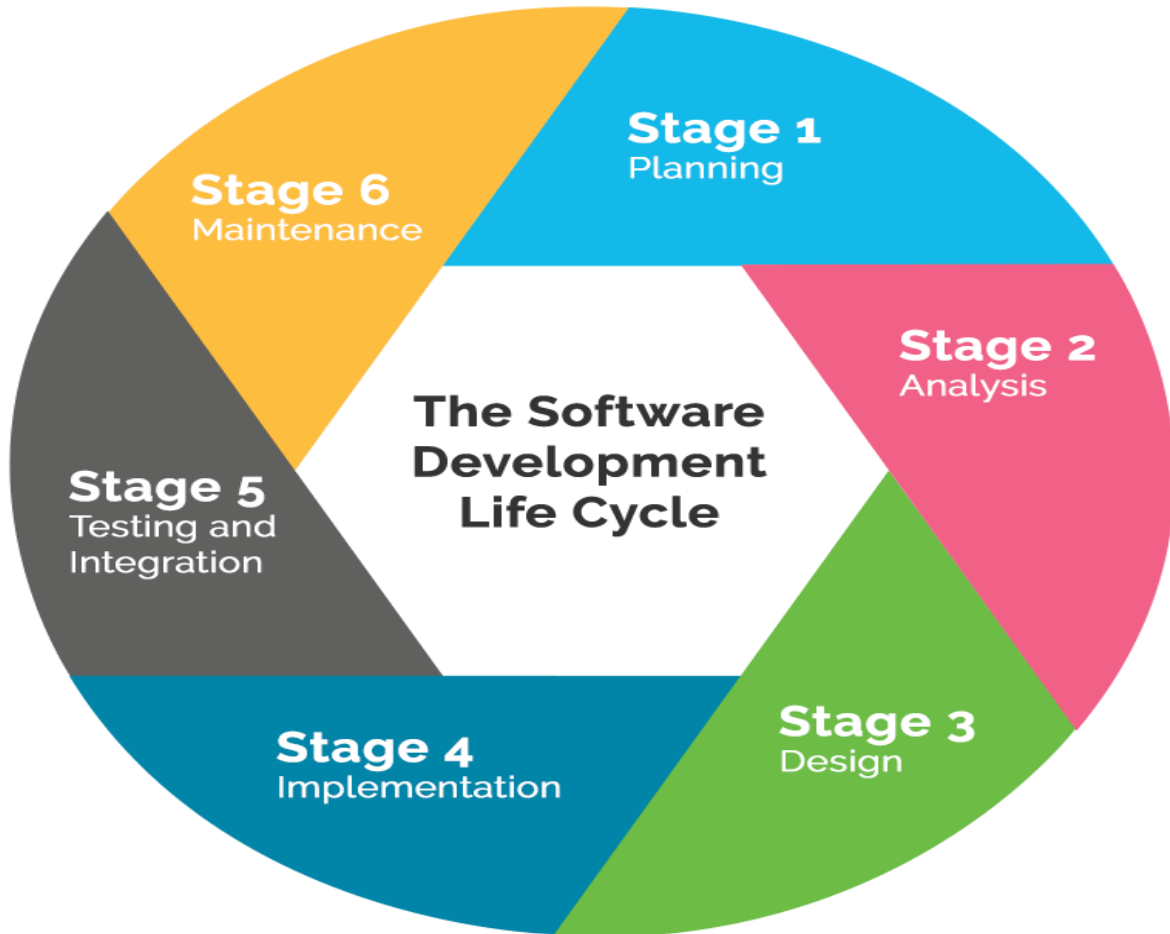 Stage 1
Planning
Stage 6
Maintenance
Stage 2
Analysis
The Software
Development
Life Cycle
Stage 5
Testing and
Integration
Stage 3
Design
Stage 4
Implementation